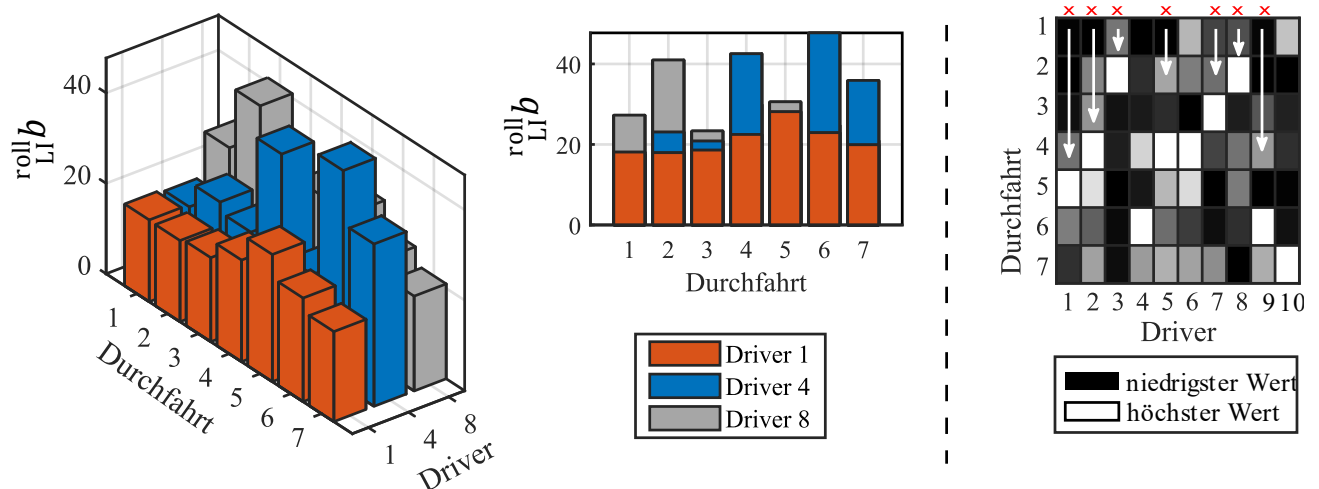 40
20
0
roll
LI b
1
2
3
4
5
6
7
Durchfahrt
1
4
8
Driver
40
20
0
roll
LI b
1 2 3 4 5 6 7
Durchfahrt
Driver 1
Driver 4
Driver 8
× × × × × × ×
1
2
3
4
5
6
7
Durchfahrt
1 2 3 4 5 6 7 8 9 10
Driver
niedrigster Wert
höchster Wert